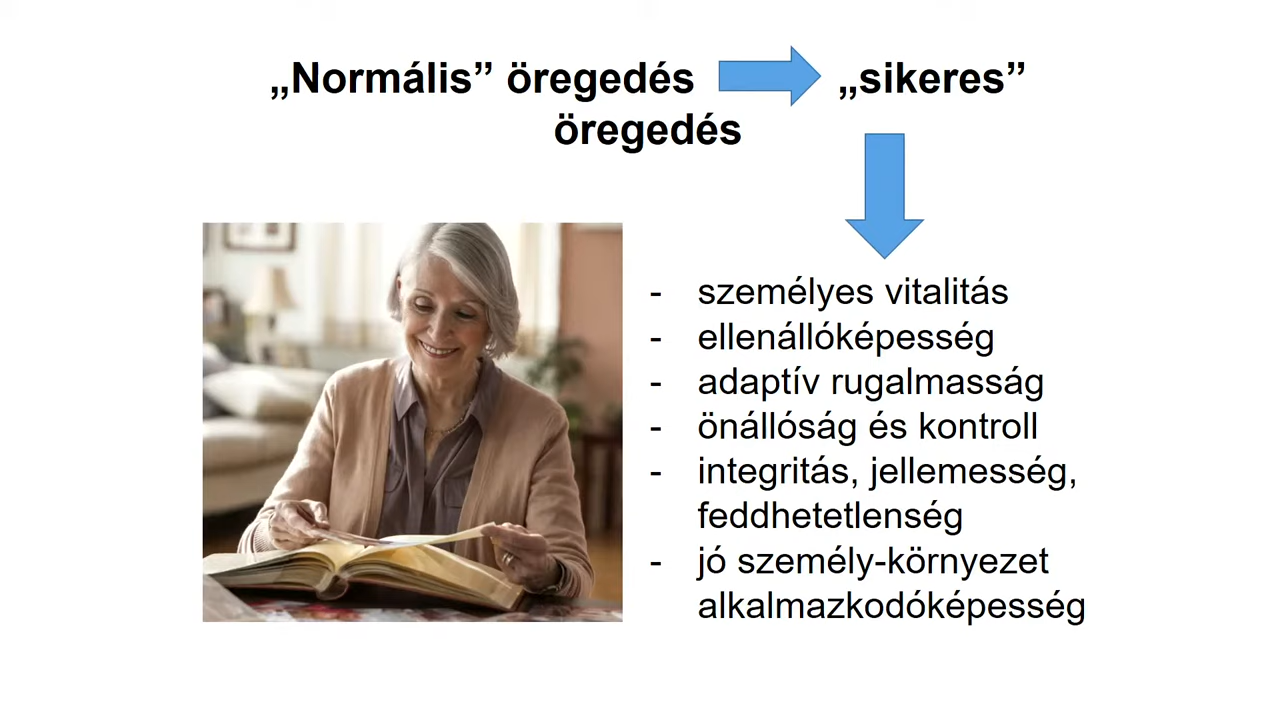 „Normális” öregedés „sikeres”
öregedés
- személyes vitalitás
- ellenállóképesség
- adaptív rugalmasság
- önállóság és kontroll
- integritás, jellemesség,
feddhetetlenség
- jó személy-környezet
alkalmazkodóképesség